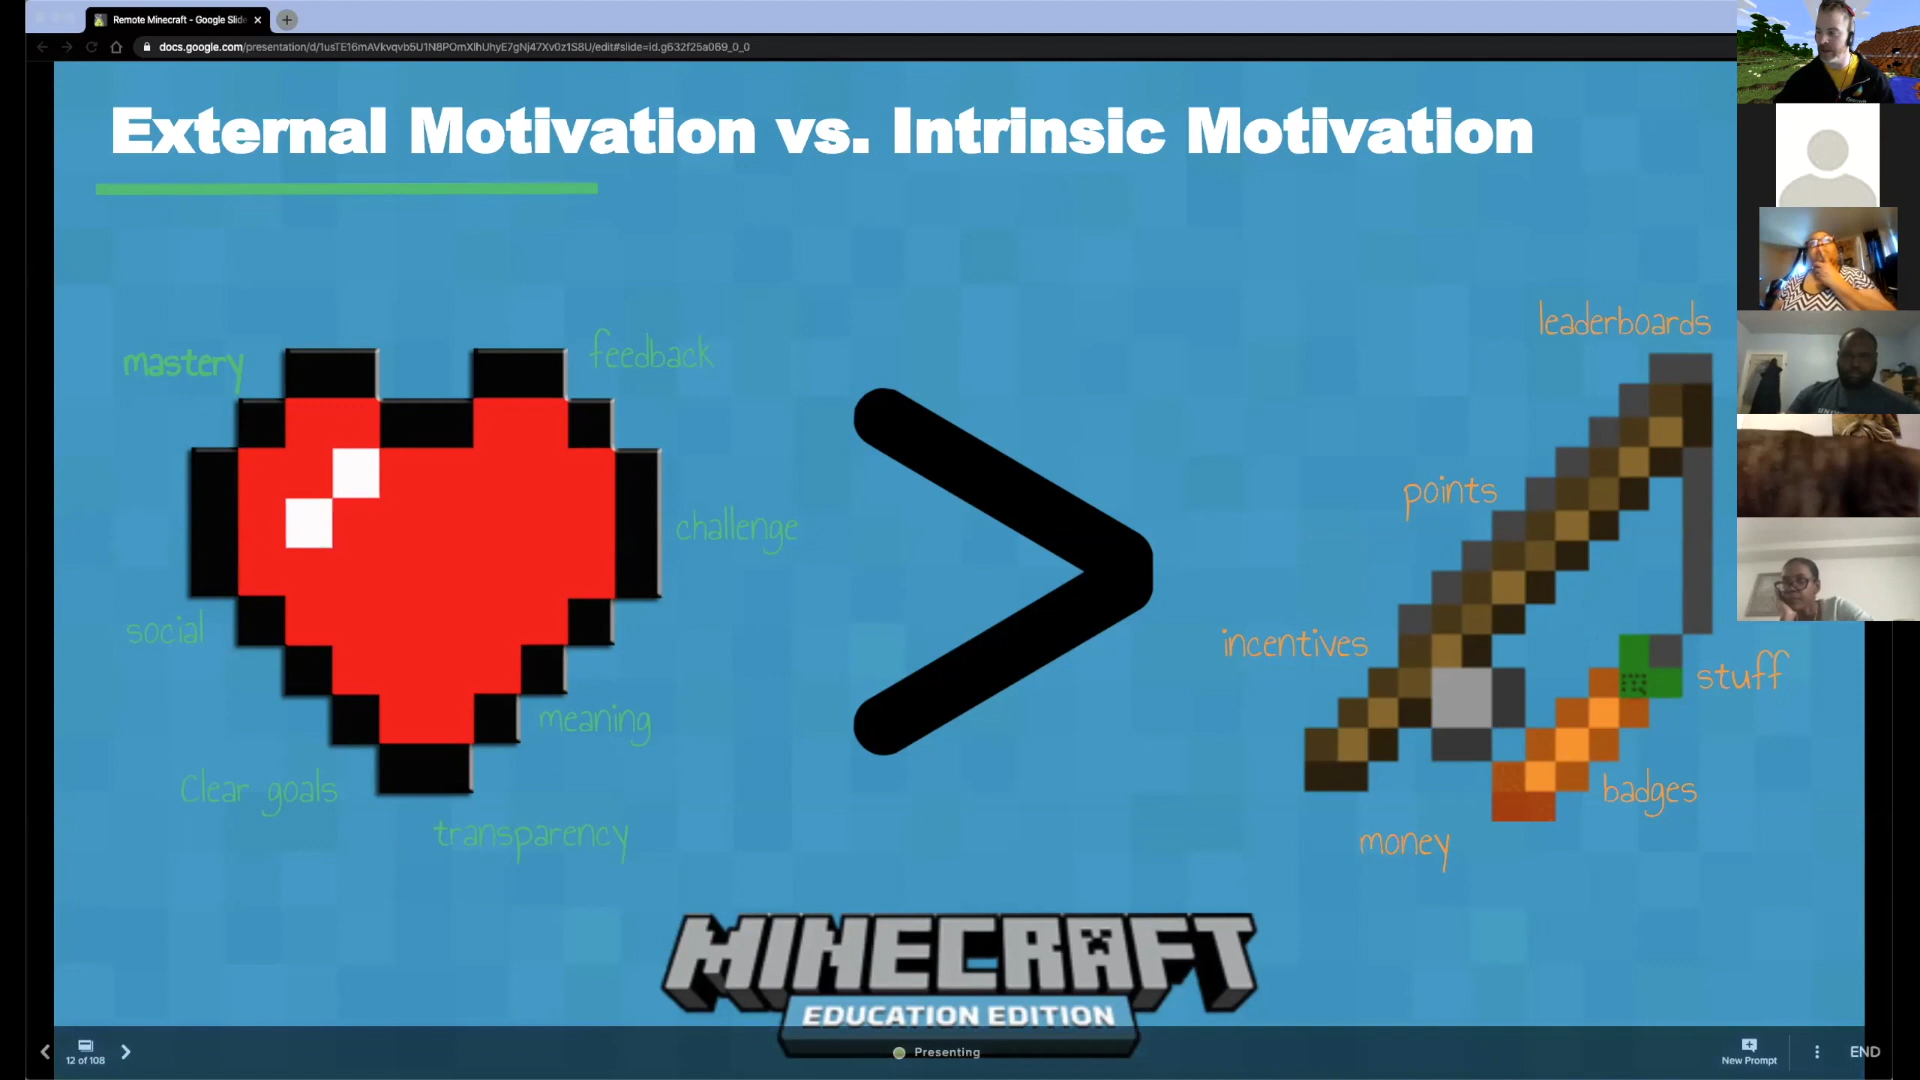 Remote Minecraft - Google Slide
docs.google.com/presentation/d/1usTE16mAVkvqvb5U1N8POmXlhUhyE7gNj47Xv0z1S8U/edit#slide=id.g632f25a069_0_0
External Motivation vs. Intrinsic Motivation
leaderboards
mastery
feedback
points
challenge
social
incentives
stuff
meaning
Clear goals
badges
transparency
money
MINECRAFT
EDUCATION EDITION
12 of 108
Presenting
New Prompt
END